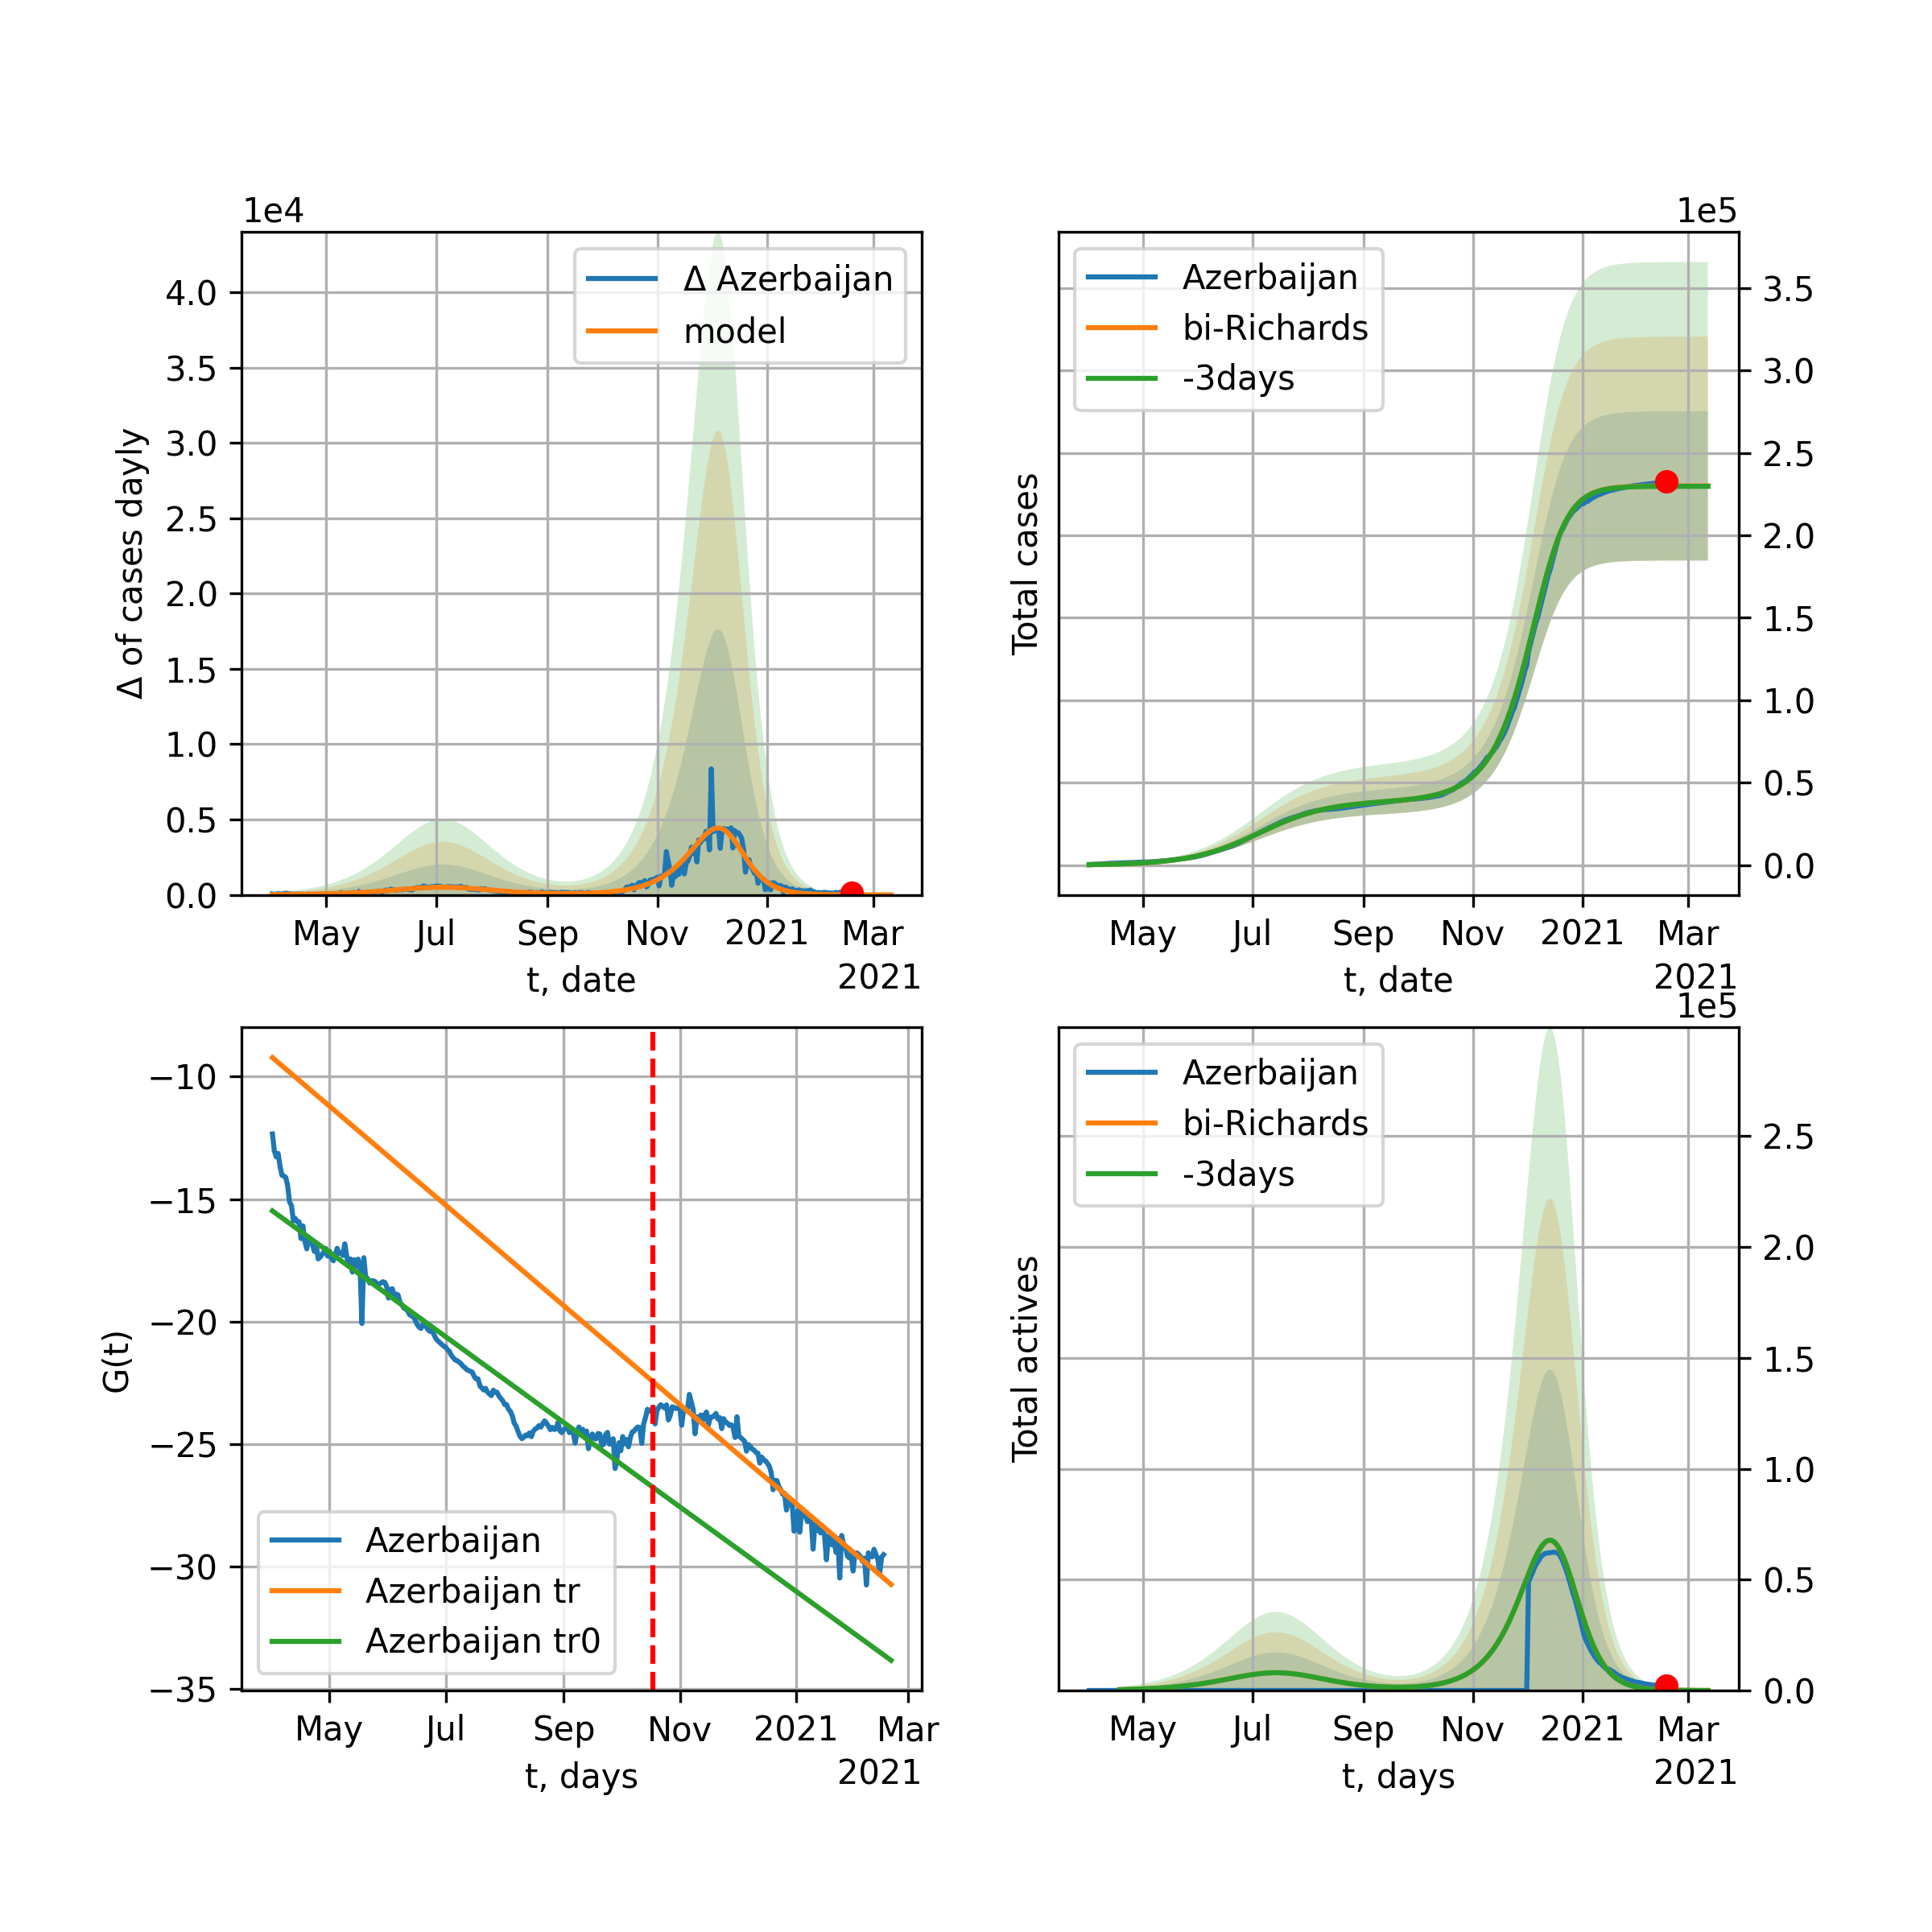 1e4
Δ of cases dayly
4.0
3.5
3.0
2.5
2.0
1.5
1.0
0.5
0.0
Δ Azerbaijan
model
May Jul Sep Nov 2021 Mar
t, date
2021
1e5
Total cases
Azerbaijan
bi-Richards
-3days
3.5
3.0
2.5
2.0
1.5
1.0
0.5
0.0
May Jul Sep Nov 2021 Mar
t, date
2021
G(t)
−10
−15
−20
−25
−30
−35
Azerbaijan
Azerbaijan tr
Azerbaijan tr0
May Jul Sep Nov 2021 Mar
t, days
2021
1e5
Total actives
Azerbaijan
bi-Richards
-3days
2.5
2.0
1.5
1.0
0.5
0.0
May Jul Sep Nov 2021 Mar
t, days
2021